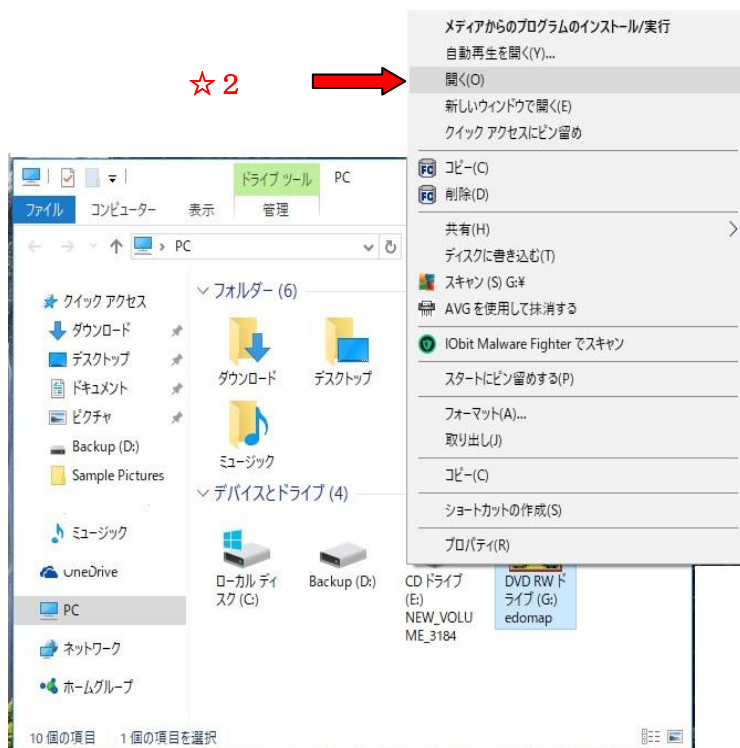 メディアからのプログラムのインストール/実行
自動再生を開く(Y)...
☆２
開く(O)
新しいウィンドウで開く(E)
クイック アクセスにピン留め
コピー(C)
削除(D)
共有(H)
ディスクに書き込む(T)
スキャン (S) G:¥
AVG を使用して抹消する
IObit Malware Fighter でスキャン
スタートにピン留めする(P)
フォーマット(A)...
取り出し(J)
コピー(C)
ショートカットの作成(S)
プロパティ(R)
ドライブ ツール
PC
ファイル
コンピューター
表示
管理
PC
クイック アクセス
ダウンロード
デスクトップ
ドキュメント
ピクチャ
Backup (D:)
Sample Pictures
ミュージック
OneDrive
PC
ネットワーク
ホームグループ
フォルダー (6)
ダウンロード
デスクトップ
ミュージック
デバイスとドライブ (4)
ローカル ディ
スク (C:)
Backup (D:)
CD ドライブ
(E:)
NEW_VOLU
ME_3184
DVD RW ド
ライブ (G:)
edomap
10 個の項目
1 個の項目を選択